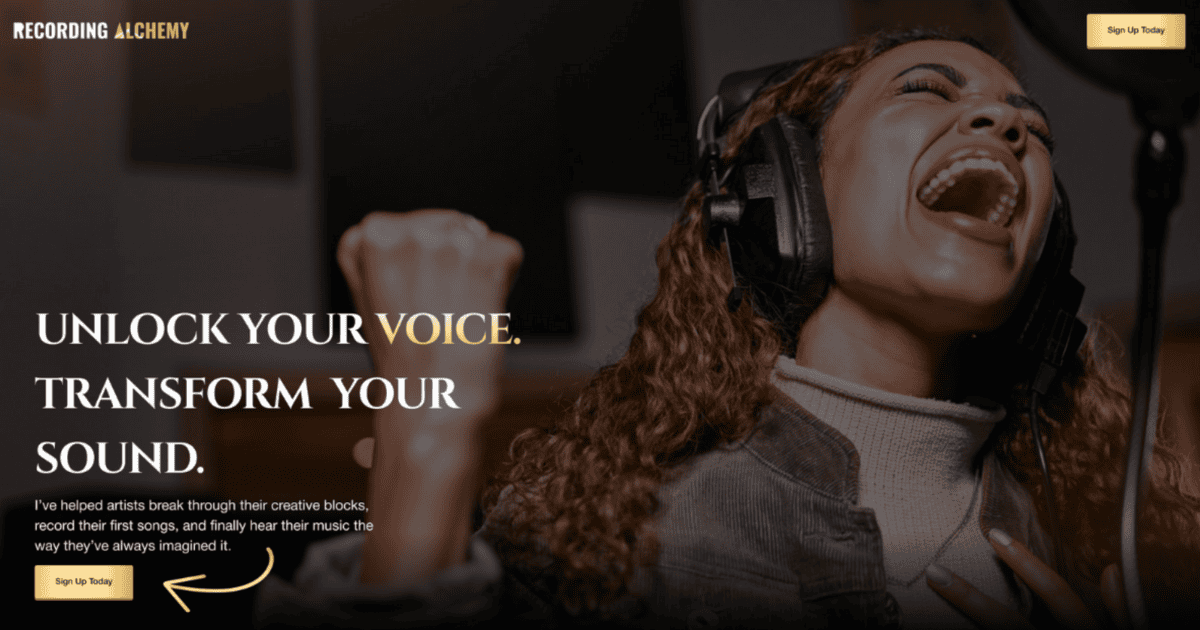 RECORDING ALCHEMY
Sign Up Today
UNLOCK YOUR VOICE.
TRANSFORM YOUR
SOUND.
I've helped artists break through their creative blocks,
record their first songs, and finally hear their music the
way they've always imagined it.
Sign Up Today